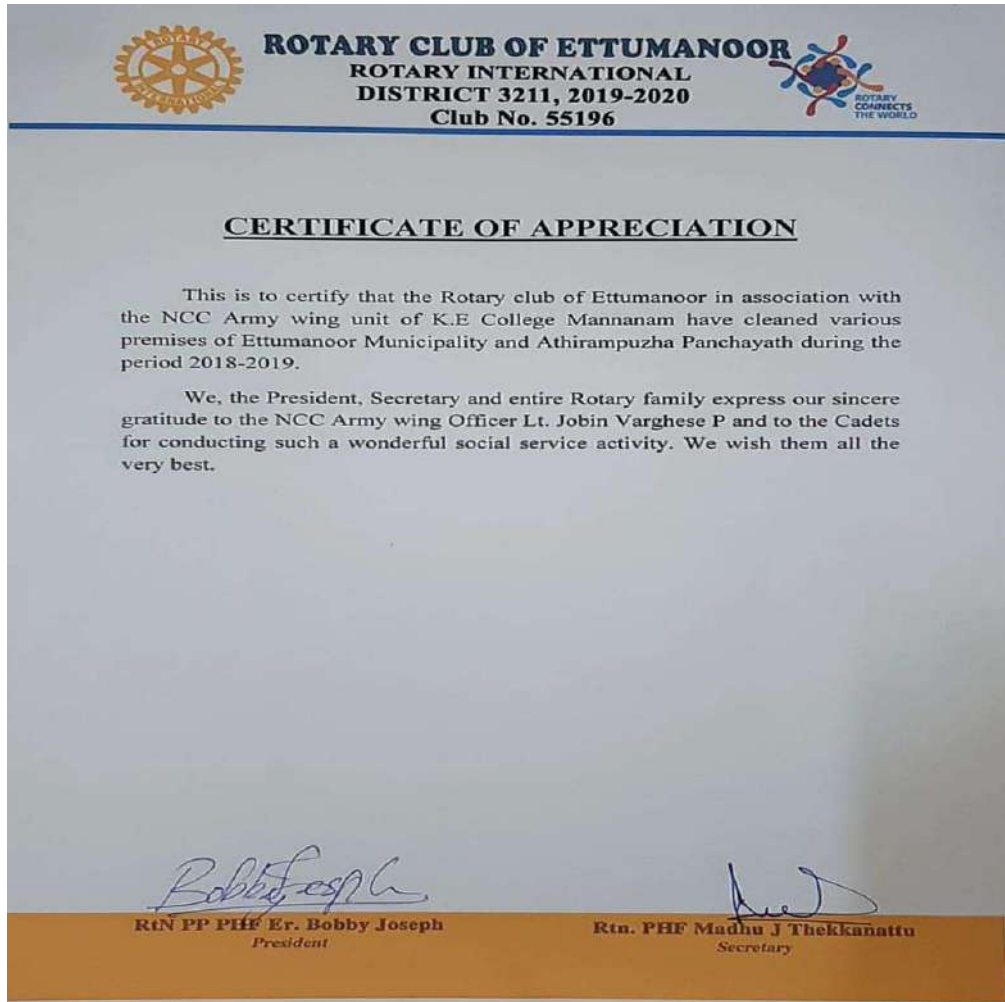 ROTARY
INTERNATIONAL
ROTARY CLUB OF ETTUMANOOR
ROTARY INTERNATIONAL
DISTRICT 3211, 2019-2020
Club No. 55196
ROTARY
CONNECTS
THE WORLD
CERTIFICATE OF APPRECIATION
This is to certify that the Rotary club of Ettumanoor in association with
the NCC Army wing unit of K.E College Mannanam have cleaned various
premises of Ettumanoor Municipality and Athirampuzha Panchayath during the
period 2018-2019.
We, the President, Secretary and entire Rotary family express our sincere
gratitude to the NCC Army wing Officer Lt. Jobin Varghese P and to the Cadets
for conducting such a wonderful social service activity. We wish them all the
very best.
Bobby Joseph
RtN PP PHF Er. Bobby Joseph
President
Rtn. PHF Madhu J Thekkanattu
Secretary